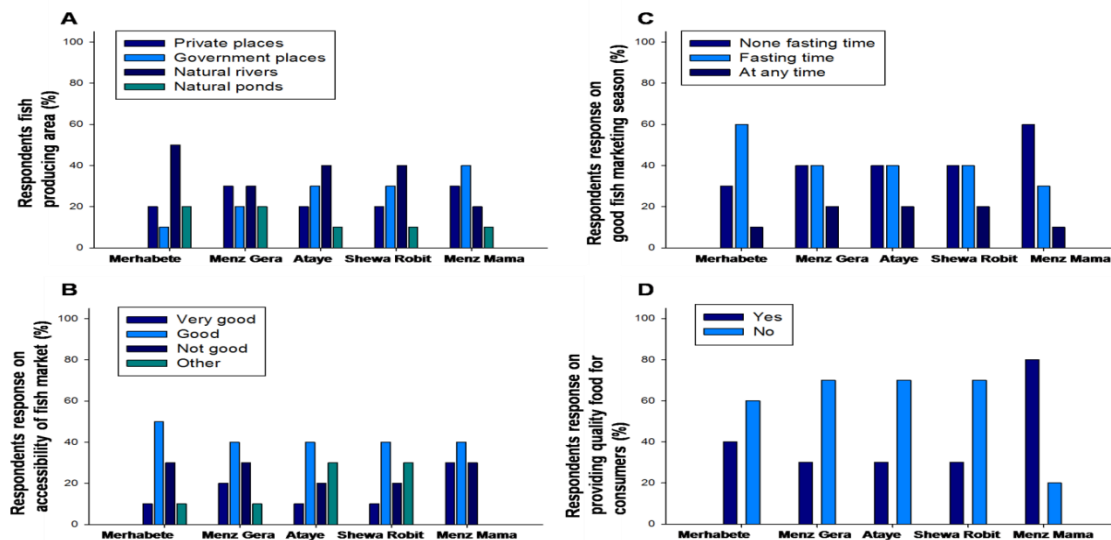 A
Respondents fish
producing area (%)
100
80
60
40
20
0
Private places
Government places
Natural rivers
Natural ponds
Merhabete Menz Gera Ataye Shewa Robit Menz Mama
C
Respondents response on
good fish marketing season (%)
100
80
60
40
20
0
None fasting time
Fasting time
At any time
Merhabete Menz Gera Ataye Shewa Robit Menz Mama
B
Respondents response on
accessibility of fish market (%)
100
80
60
40
20
0
Very good
Good
Not good
Other
Merhabete Menz Gera Ataye Shewa Robit Menz Mama
D
Respondents response on
providing quality food for
consumers (%)
100
80
60
40
20
0
Yes
No
Merhabete Menz Gera Ataye Shewa Robit Menz Mama